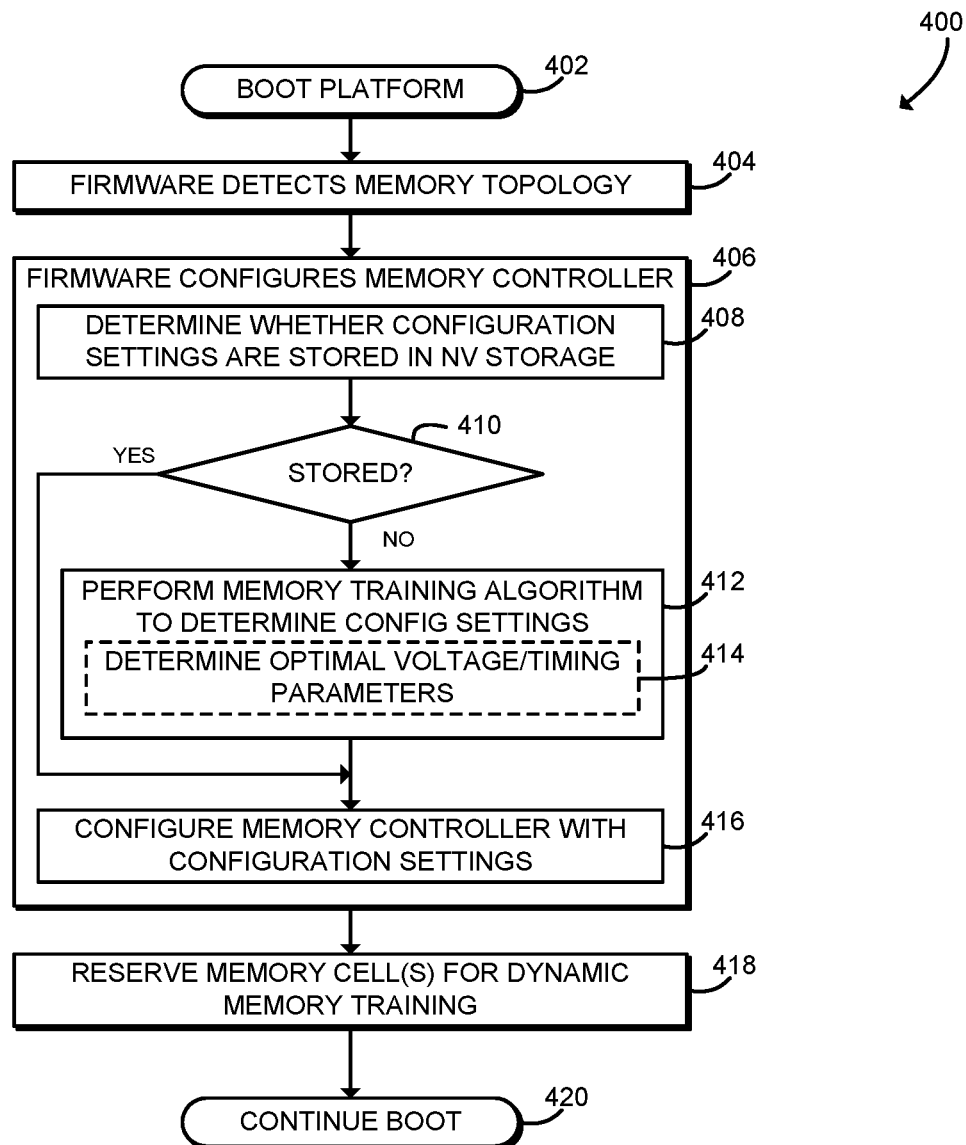 400
BOOT PLATFORM
402
FIRMWARE DETECTS MEMORY TOPOLOGY
404
FIRMWARE CONFIGURES MEMORY CONTROLLER
406
DETERMINE WHETHER CONFIGURATION
SETTINGS ARE STORED IN NV STORAGE
408
STORED?
410
YES
NO
PERFORM MEMORY TRAINING ALGORITHM
TO DETERMINE CONFIG SETTINGS
412
DETERMINE OPTIMAL VOLTAGE/TIMING
PARAMETERS
414
CONFIGURE MEMORY CONTROLLER WITH
CONFIGURATION SETTINGS
416
RESERVE MEMORY CELL(S) FOR DYNAMIC
MEMORY TRAINING
418
CONTINUE BOOT
420